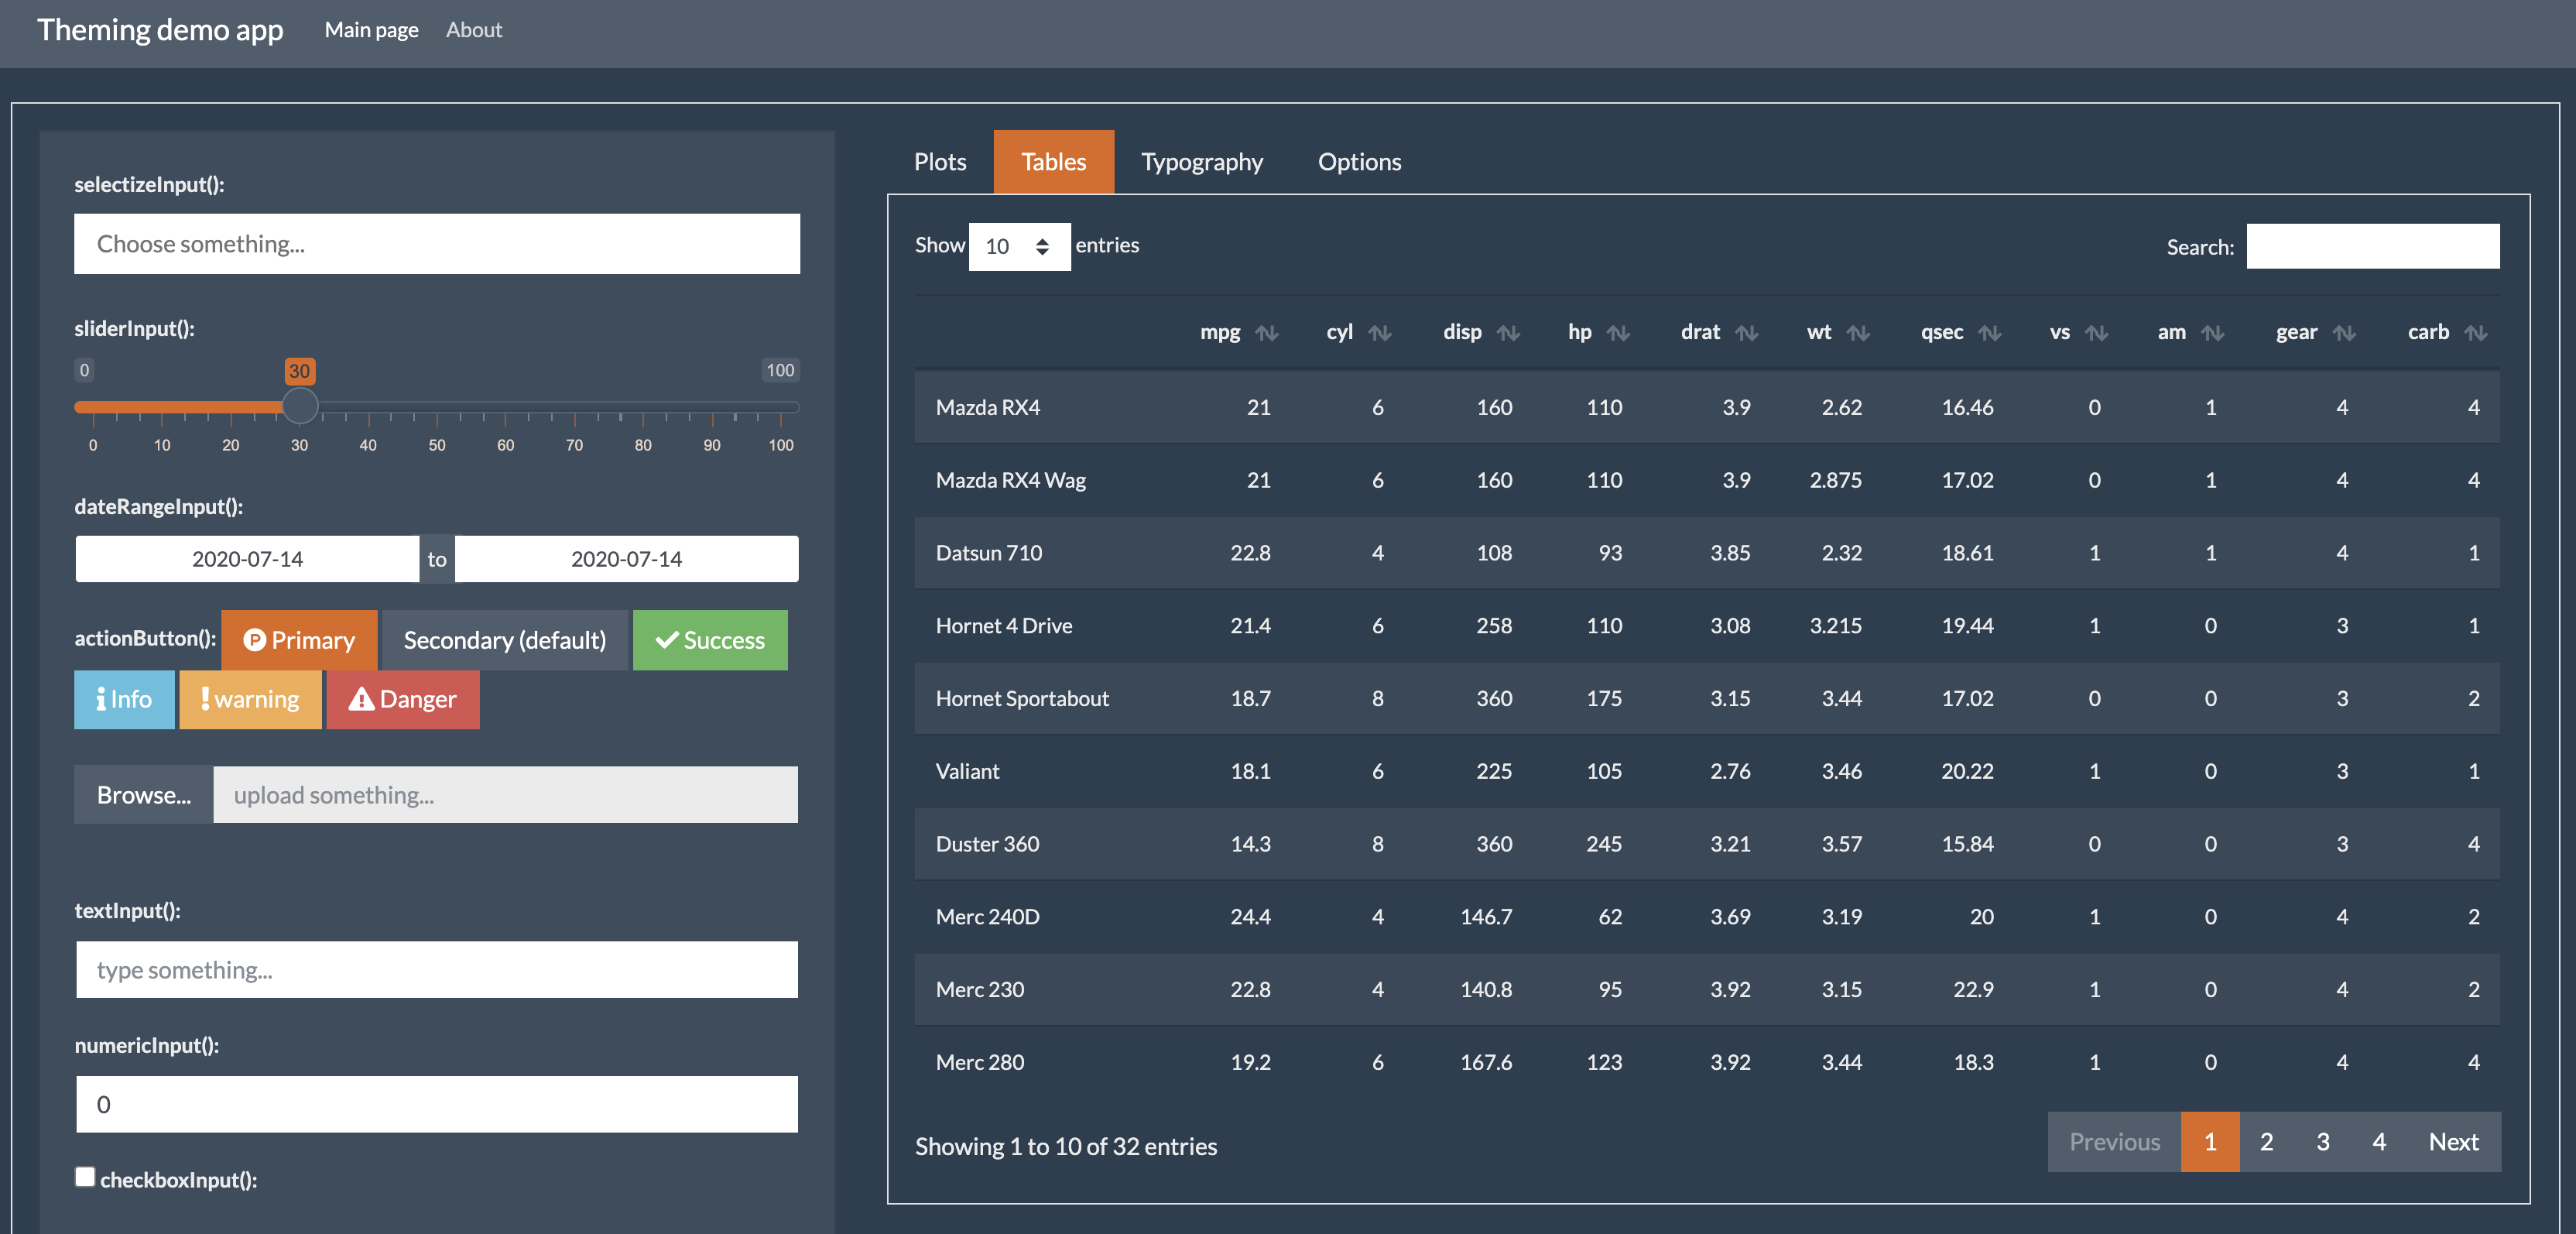 Theming demo app Main page About
selectizeInput():
Choose something...
sliderInput():
0 30 100
0 10 20 30 40 50 60 70 80 90 100
dateRangeInput():
2020-07-14 to 2020-07-14
actionButton(): Primary Secondary (default) Success
Info warning Danger
Browse... upload something...
textInput():
type something...
numericInput():
0
checkboxInput():
Plots Tables Typography Options
Show 10 entries Search:
mpg cyl disp hp drat wt qsec vs am gear carb
Mazda RX4 21 6 160 110 3.9 2.62 16.46 0 1 4 4
Mazda RX4 Wag 21 6 160 110 3.9 2.875 17.02 0 1 4 4
Datsun 710 22.8 4 108 93 3.85 2.32 18.61 1 1 4 1
Hornet 4 Drive 21.4 6 258 110 3.08 3.215 19.44 1 0 3 1
Hornet Sportabout 18.7 8 360 175 3.15 3.44 17.02 0 0 3 2
Valiant 18.1 6 225 105 2.76 3.46 20.22 1 0 3 1
Duster 360 14.3 8 360 245 3.21 3.57 15.84 0 0 3 4
Merc 240D 24.4 4 146.7 62 3.69 3.19 20 1 0 4 2
Merc 230 22.8 4 140.8 95 3.92 3.15 22.9 1 0 4 2
Merc 280 19.2 6 167.6 123 3.92 3.44 18.3 1 0 4 4
Showing 1 to 10 of 32 entries
Previous 1 2 3 4 Next